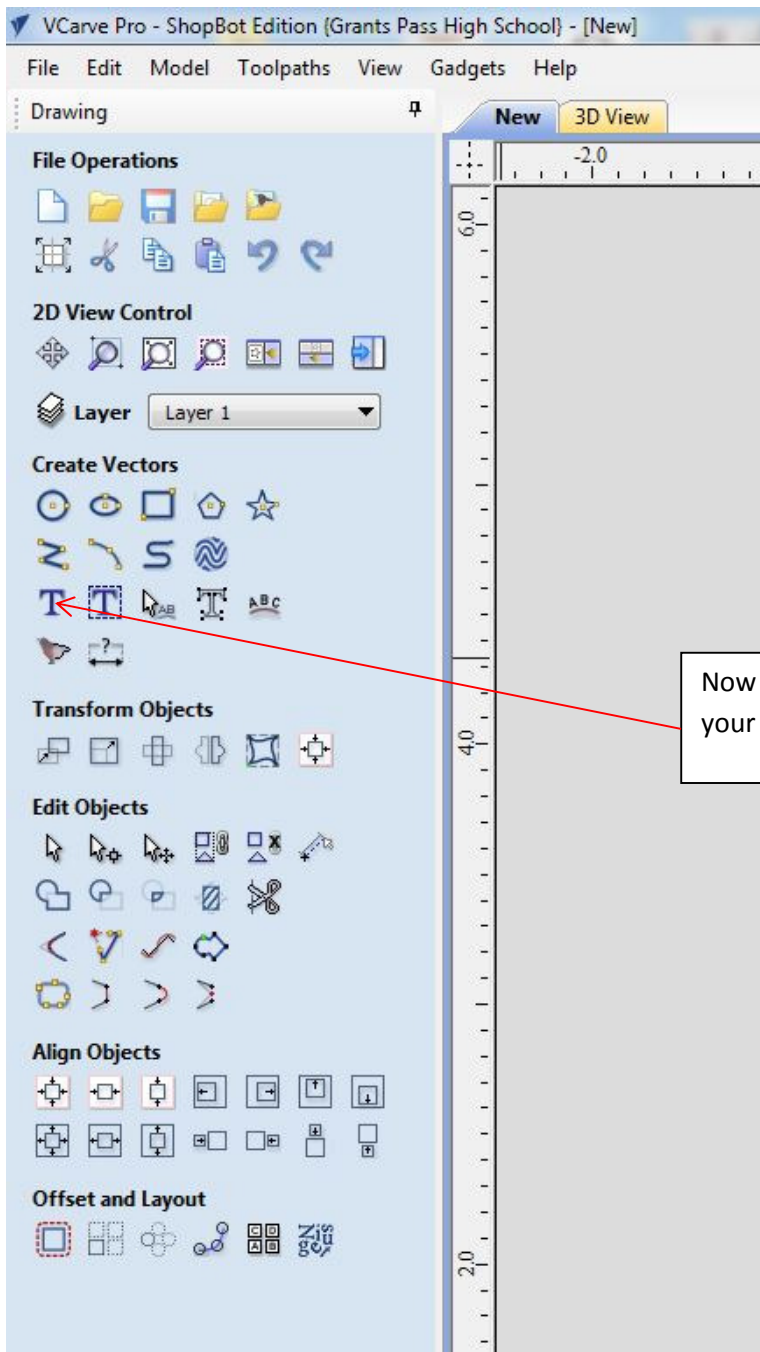 VCarve Pro - ShopBot Edition {Grants Pass High School} - [New]
File Edit Model Toolpaths View Gadgets Help
Drawing
New 3D View
File Operations
-2.0
6.0
2D View Control
Layer Layer 1
Create Vectors
T T AB T ABC
?
Now
your
Transform Objects
4.0
Edit Objects
Align Objects
Offset and Layout
C D
A B
2.0